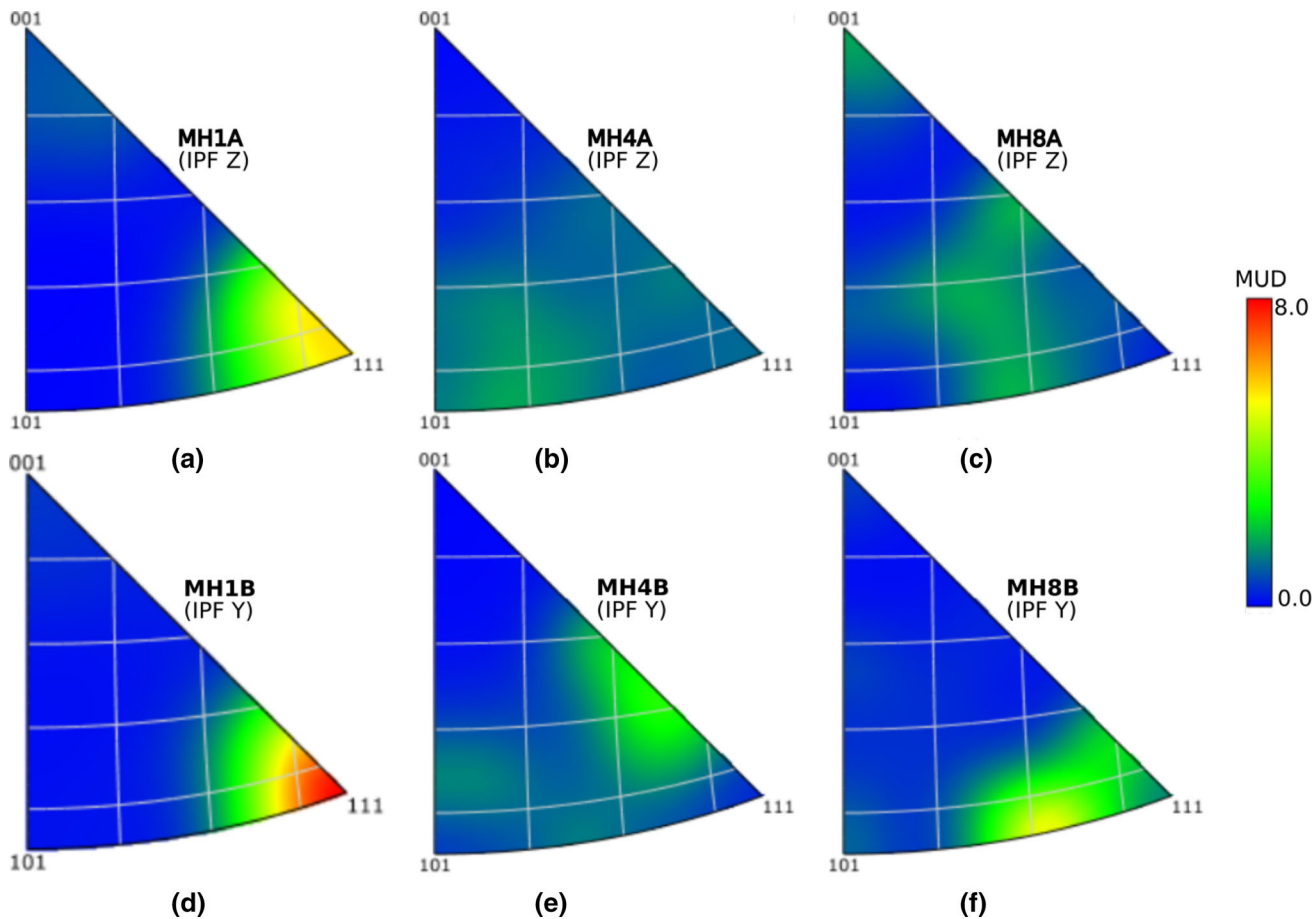 001
001
001
MH1A
(IPF Z)
MH4A
(IPF Z)
MH8A
(IPF Z)
MUD
8.0
0.0
111
111
111
101
101
101
(a)
(b)
(c)
001
001
001
MH1B
(IPF Y)
MH4B
(IPF Y)
MH8B
(IPF Y)
111
111
111
101
101
101
(d)
(e)
(f)